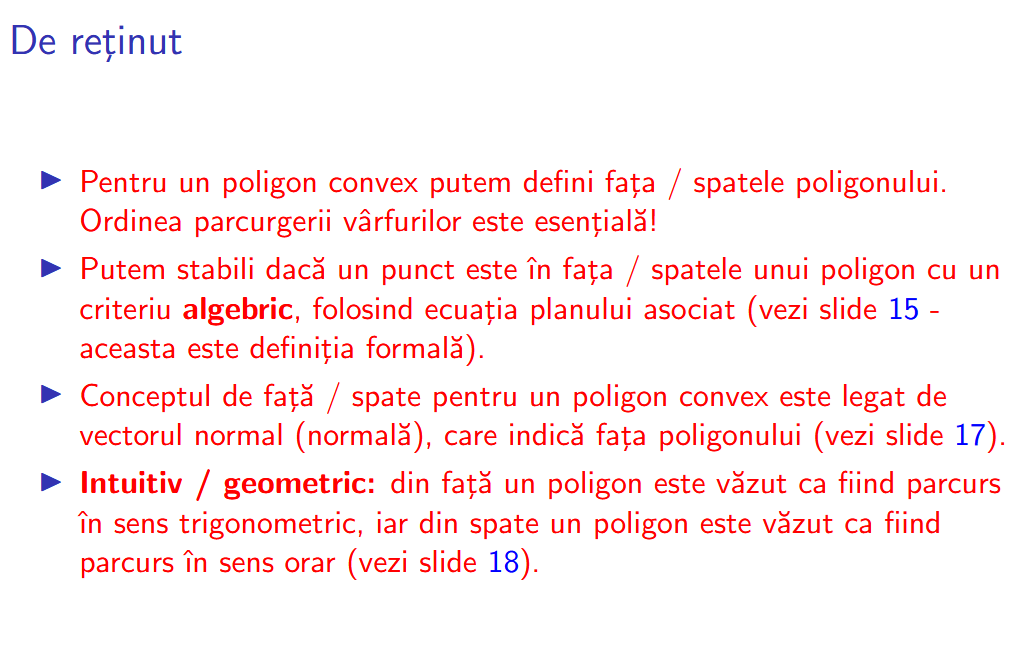 De reținut
▶ Pentru un poligon convex putem defini fața / spatele poligonului.
Ordinea parcurgerii vârfurilor este esențială!
▶ Putem stabili dacă un punct este în fața / spatele unui poligon cu un
criteriu algebric, folosind ecuația planului asociat (vezi slide 15 -
aceasta este definiția formală).
▶ Conceptul de față / spate pentru un poligon convex este legat de
vectorul normal (normală), care indică fața poligonului (vezi slide 17).
▶ Intuitiv / geometric: din față un poligon este văzut ca fiind parcurs
în sens trigonometric, iar din spate un poligon este văzut ca fiind
parcurs în sens orar (vezi slide 18).